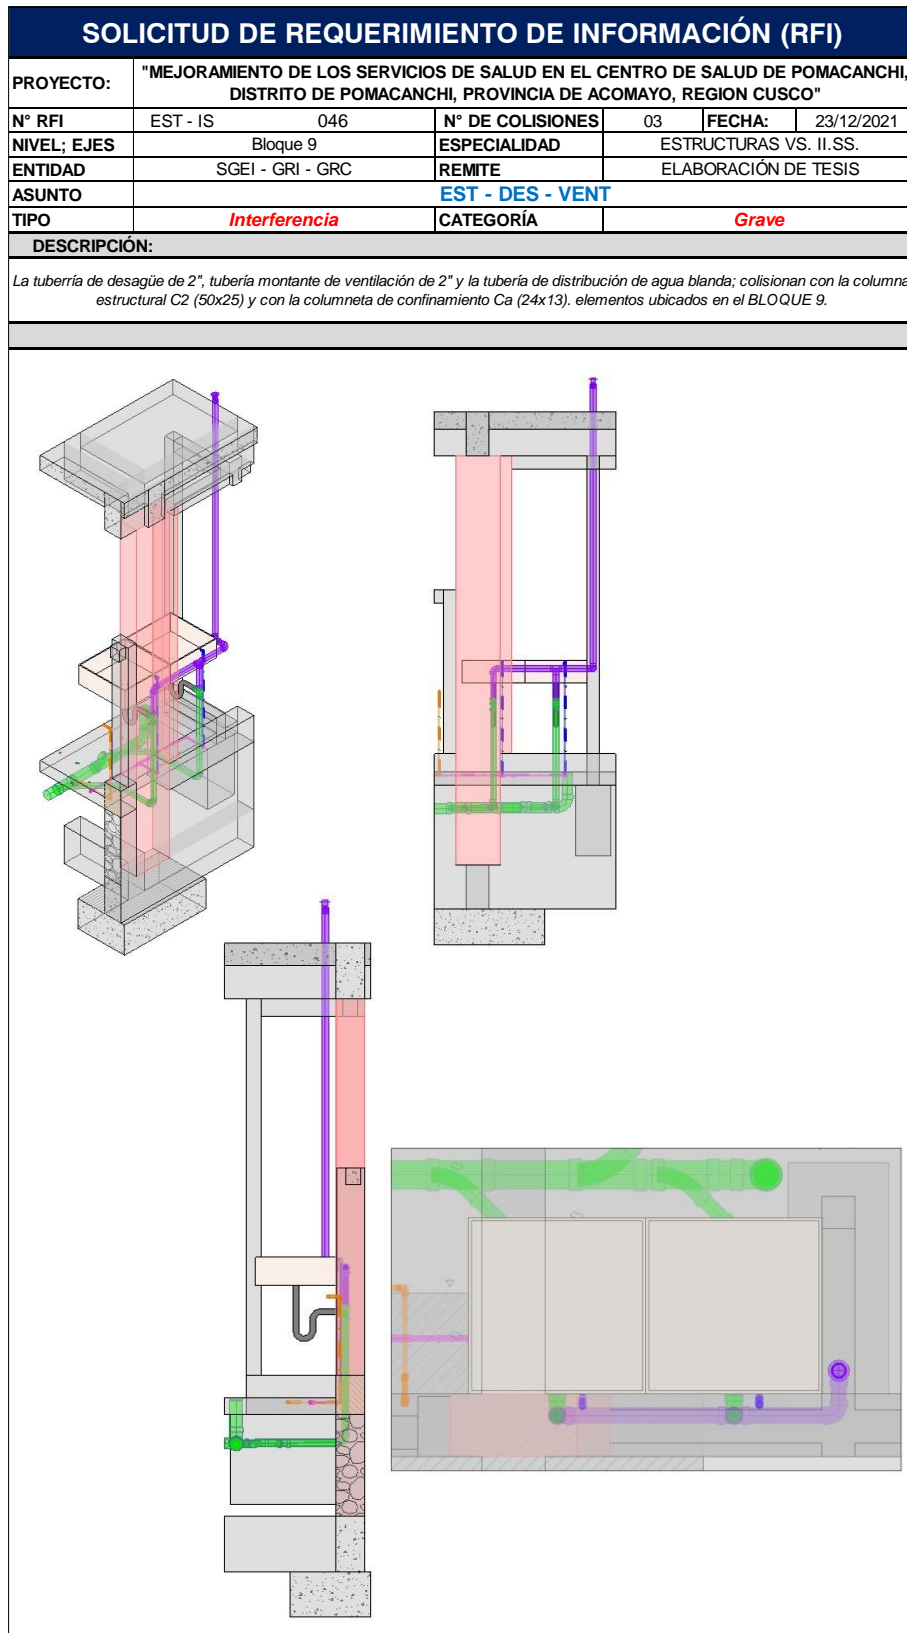 SOLICITUD DE REQUERIMIENTO DE INFORMACIÓN (RFI)
PROYECTO: "MEJORAMIENTO DE LOS SERVICIOS DE SALUD EN EL CENTRO DE SALUD DE POMACANCHI,
DISTRITO DE POMACANCHI, PROVINCIA DE ACOMAYO, REGION CUSCO"
N° RFI EST - IS 046 N° DE COLISIONES 03 FECHA: 23/12/2021
NIVEL; EJES Bloque 9 ESPECIALIDAD ESTRUCTURAS VS. II.SS.
ENTIDAD SGEI - GRI - GRC REMITE ELABORACIÓN DE TESIS
ASUNTO EST - DES - VENT
TIPO Interferencia CATEGORÍA Grave
DESCRIPCIÓN:
La tuberría de desagüe de 2", tubería montante de ventilación de 2" y la tubería de distribución de agua blanda; colisionan con la columna
estructural C2 (50x25) y con la columneta de confinamiento Ca (24x13). elementos ubicados en el BLOQUE 9.